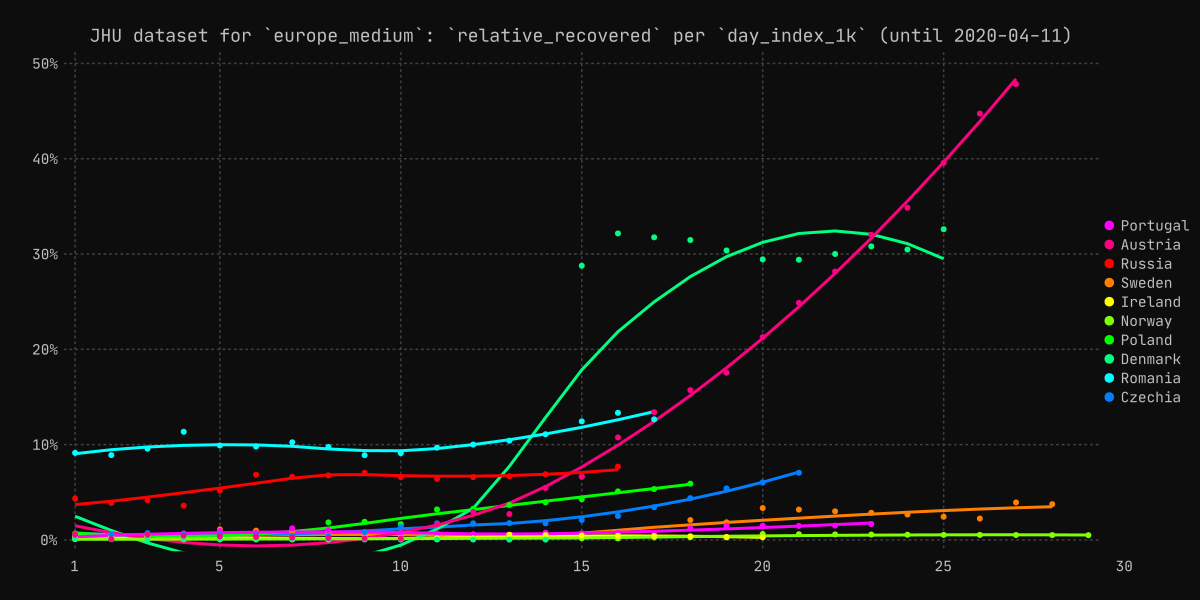 JHU dataset for `europe_medium`: `relative_recovered` per `day_index_1k` (until 2020-04-11)
50%
40%
30%
20%
10%
0%
1 5 10 15 20 25 30
Portugal
Austria
Russia
Sweden
Ireland
Norway
Poland
Denmark
Romania
Czechia